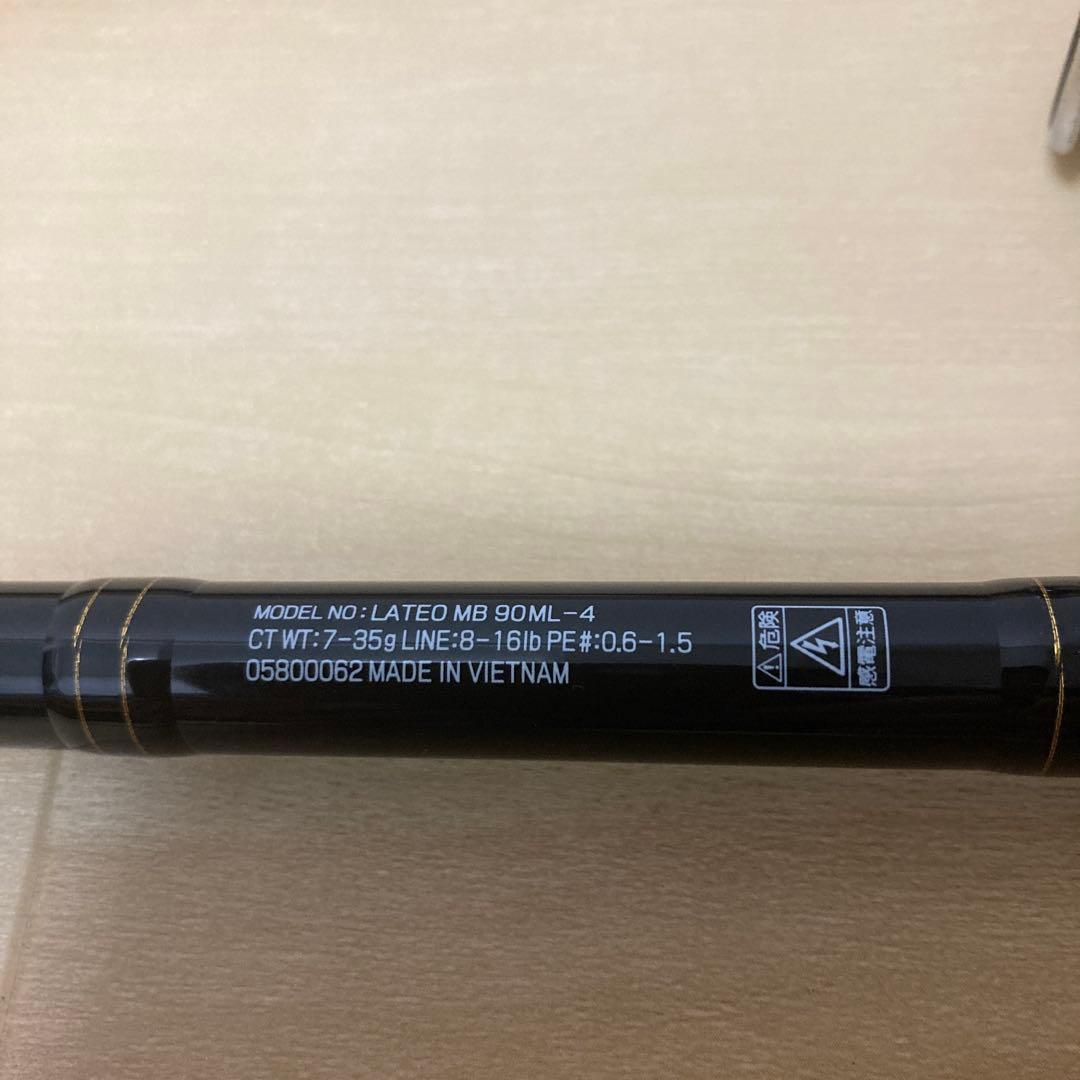 MODEL NO: LATEO MB 90ML-4
CT WT: 7-35g LINE:8-16lb PE#:0.6-1.5
05800062 MADE IN VIETNAM
⚠危険
感電注意